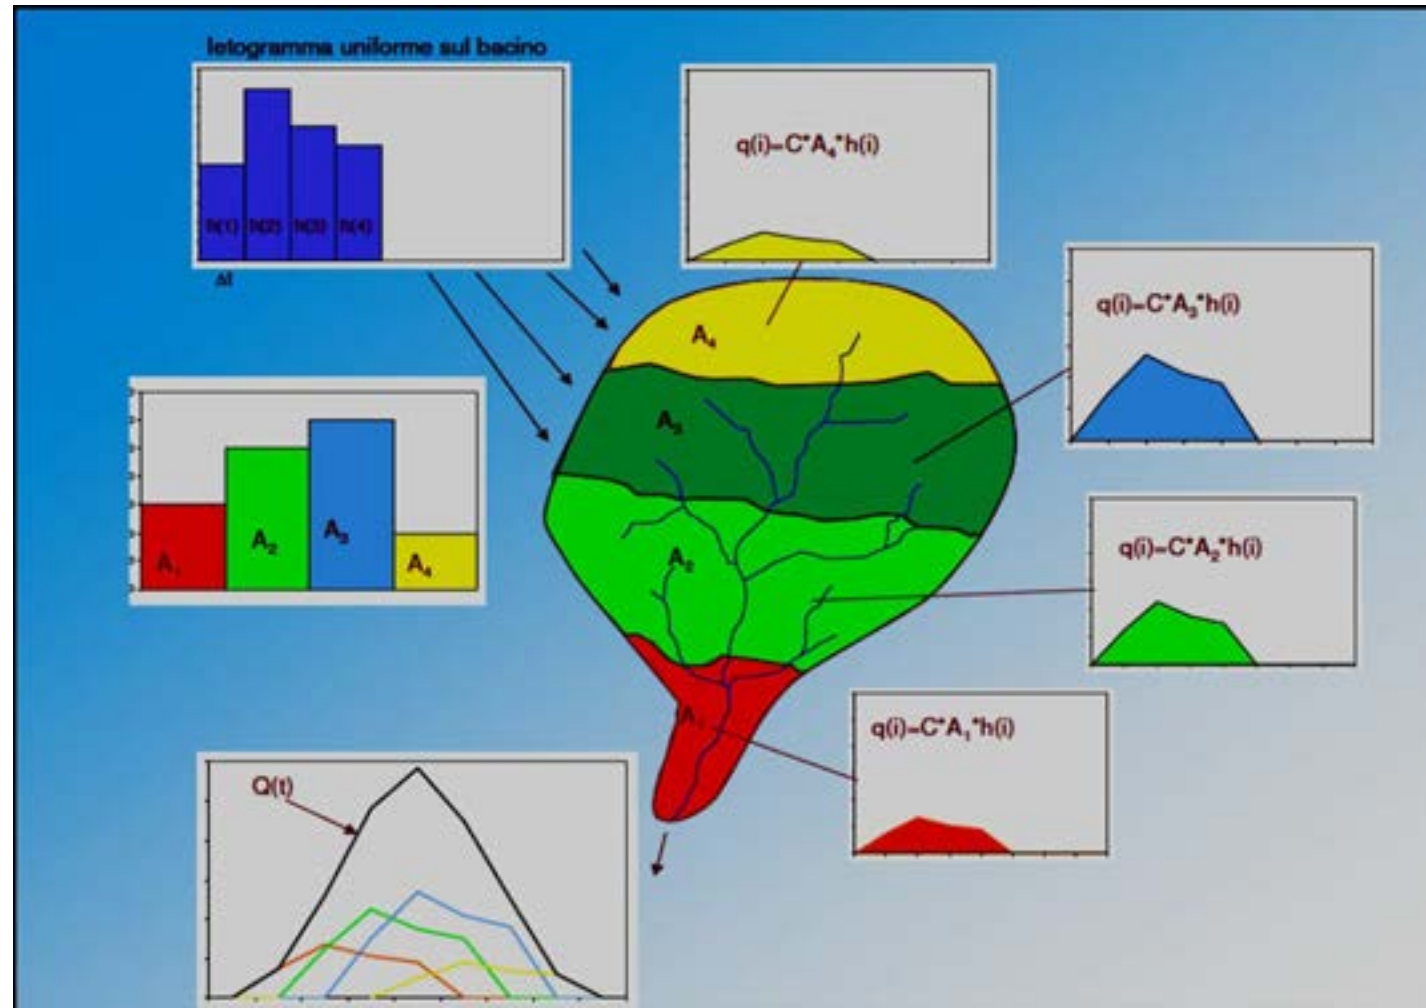 Ietogramma uniforme sul bacino
h(1) h(2) h(3) h(4)
Δt
q(i)=C*A₄*h(i)
q(i)=C*A₃*h(i)
A₄
A₃
A₁ A₂ A₃ A₄
q(i)=C*A₂*h(i)
A₂
A₁
q(i)=C*A₁*h(i)
Q(t)